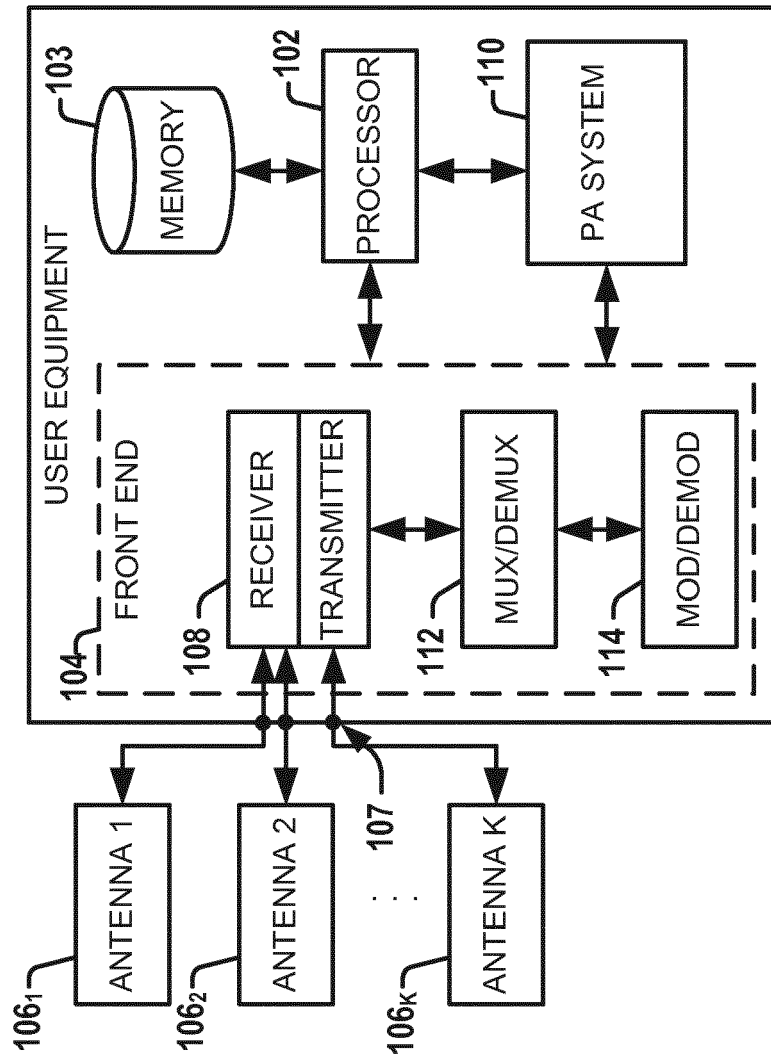 USER EQUIPMENT
104
FRONT END
106₁
ANTENNA 1
106₂
ANTENNA 2
. . .
106ₖ
ANTENNA K
107
108
RECEIVER
TRANSMITTER
112
MUX/DEMUX
114
MOD/DEMOD
103
MEMORY
102
PROCESSOR
110
PA SYSTEM